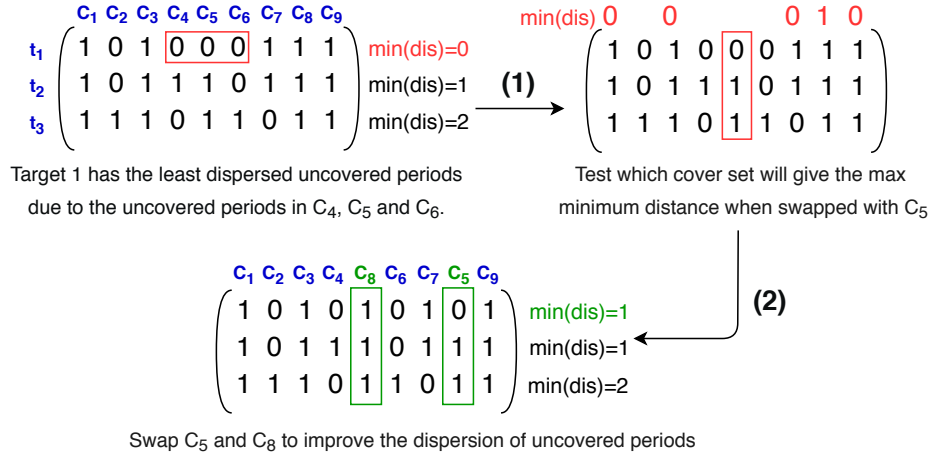 C1 C2 C3 C4 C5 C6 C7 C8 C9
t1 1 0 1 0 0 0 1 1 1 min(dis)=0
t2 1 0 1 1 1 0 1 1 1 min(dis)=1
t3 1 1 1 0 1 1 0 1 1 min(dis)=2
Target 1 has the least dispersed uncovered periods
due to the uncovered periods in C4, C5 and C6.
(1)
min(dis) 0 0 0 1 0
1 0 1 0 0 0 1 1 1
1 0 1 1 1 0 1 1 1
1 1 1 0 1 1 0 1 1
Test which cover set will give the max
minimum distance when swapped with C5
(2)
C1 C2 C3 C4 C8 C6 C7 C5 C9
1 0 1 0 1 0 1 0 1 min(dis)=1
1 0 1 1 1 0 1 1 1 min(dis)=1
1 1 1 0 1 1 0 1 1 min(dis)=2
Swap C5 and C8 to improve the dispersion of uncovered periods